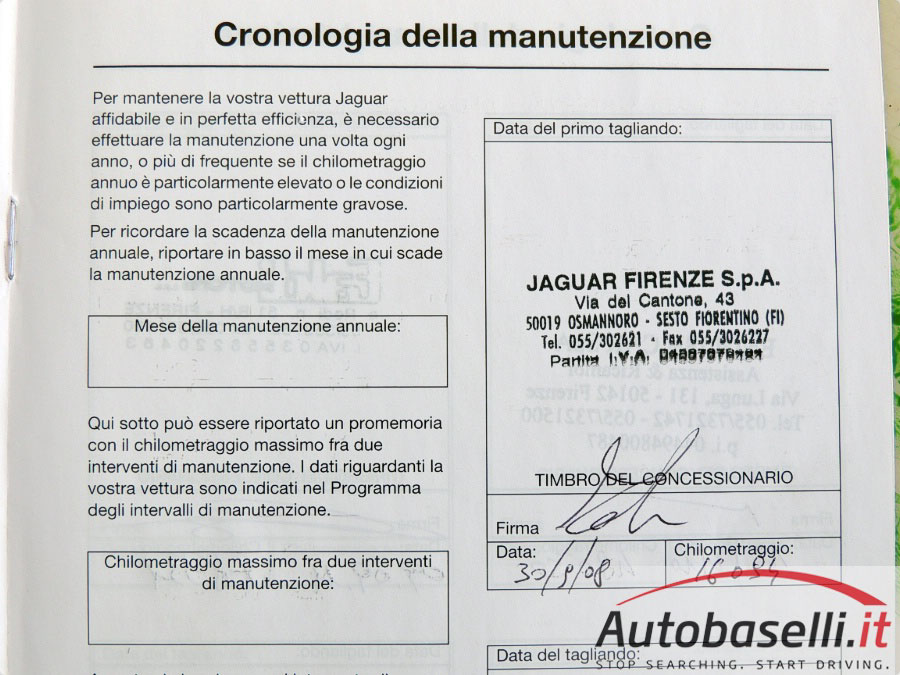 Cronologia della manutenzione
Per mantenere la vostra vettura Jaguar
affidabile e in perfetta efficienza, è necessario
effettuare la manutenzione una volta ogni
anno, o più di frequente se il chilometraggio
annuo è particolarmente elevato o le condizioni
di impiego sono particolarmente gravose.
Per ricordare la scadenza della manutenzione
annuale, riportare in basso il mese in cui scade
la manutenzione annuale.
Mese della manutenzione annuale:
Qui sotto può essere riportato un promemoria
con il chilometraggio massimo fra due
interventi di manutenzione. I dati riguardanti la
vostra vettura sono indicati nel Programma
degli intervalli di manutenzione.
Chilometraggio massimo fra due interventi
di manutenzione:
Data del primo tagliando:
JAGUAR FIRENZE S.p.A.
Via del Cantone, 43
50019 OSMANNORO - SESTO FIORENTINO (FI)
Tel. 055/302621 - Fax 055/3026227
Partita I.V.A.
TIMBRO DEL CONCESSIONARIO
Firma
Data:
30/9/08
Chilometraggio:
16094
Data del tagliando:
Autobaselli.it
STOP SEARCHING. START DRIVING.